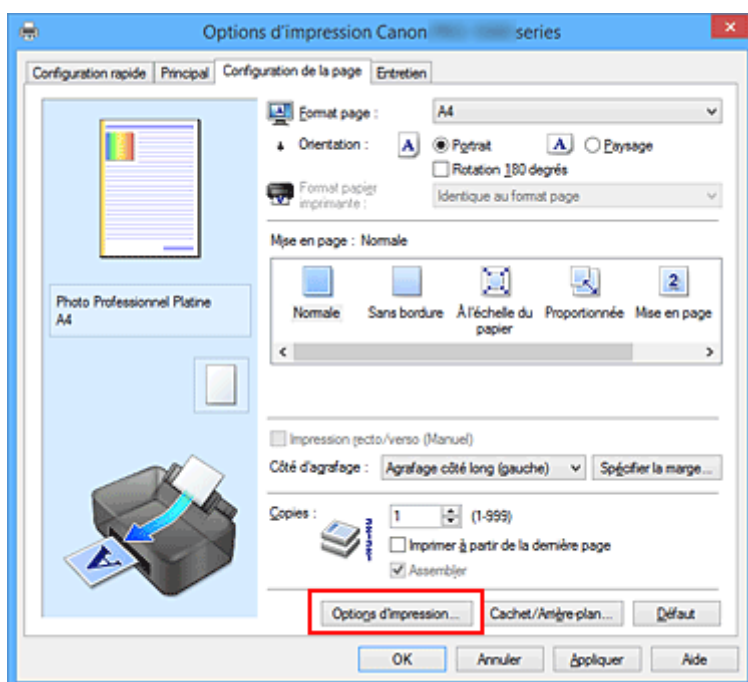 Options d'impression Canon series
Configuration rapide Principal Configuration de la page Entretien
Format page : A4
Orientation : A Portrait A Paysage
Rotation 180 degrés
Format papier imprimante : Identique au format page
Mise en page : Normale
Normale Sans bordure À l'échelle du papier Proportionnée Mise en page
2
Photo Professionnel Platine
A4
Impression recto/verso (Manuel)
Côté d'agrafage : Agrafage côté long (gauche) Spécifier la marge...
Copies : 1 (1-999)
Imprimer à partir de la dernière page
Assembler
A
Options d'impression... Cachet/Arrière-plan... Défaut
OK Annuler Appliquer Aide